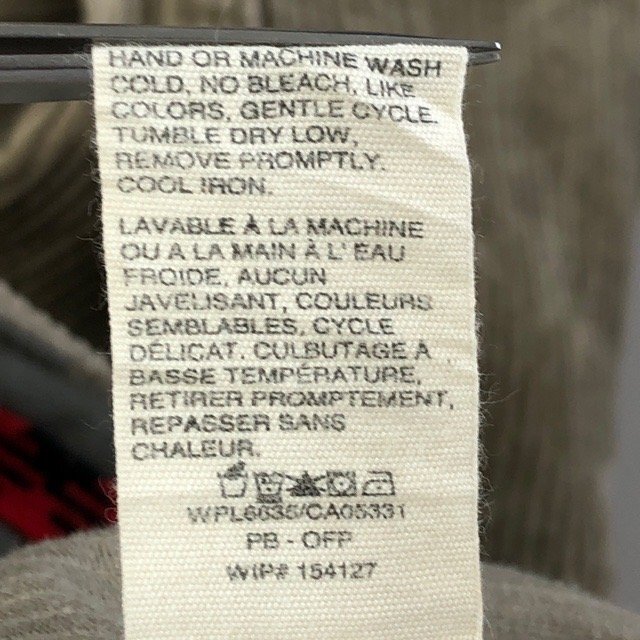 HAND OR MACHINE WASH
COLD, NO BLEACH, LIKE
COLORS, GENTLE CYCLE.
TUMBLE DRY LOW,
REMOVE PROMPTLY.
COOL IRON.
LAVABLE À LA MACHINE
OU A LA MAIN À L' EAU
FROIDE, AUCUN
JAVELISANT, COULEURS
SEMBLABLES, CYCLE
DÉLICAT. CULBUTAGE A
BASSE TEMPÉRATURE,
RETIRER PROMPTEMENT,
REPASSER SANS
CHALEUR.
WPL6635/CA05331
PB - OFP
WIP# 154127